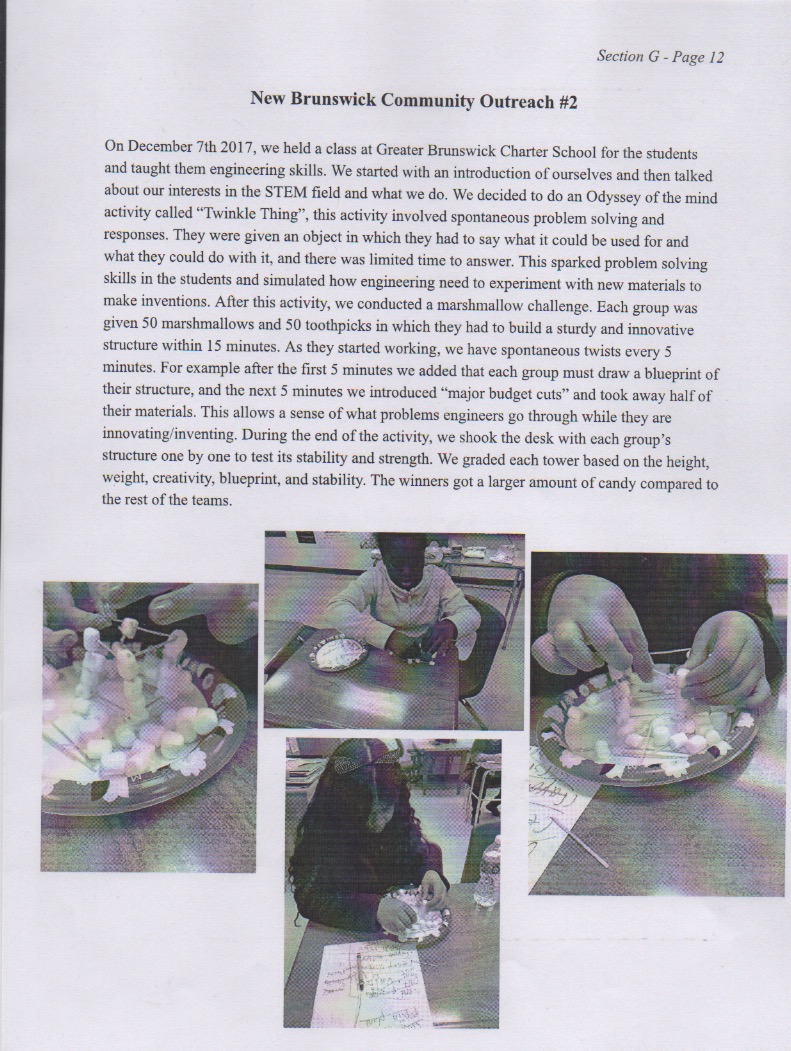 Section G - Page 12
New Brunswick Community Outreach #2
On December 7th 2017, we held a class at Greater Brunswick Charter School for the students
and taught them engineering skills. We started with an introduction of ourselves and then talked
about our interests in the STEM field and what we do. We decided to do an Odyssey of the mind
activity called “Twinkle Thing”, this activity involved spontaneous problem solving and
responses. They were given an object in which they had to say what it could be used for and
what they could do with it, and there was limited time to answer. This sparked problem solving
skills in the students and simulated how engineering need to experiment with new materials to
make inventions. After this activity, we conducted a marshmallow challenge. Each group was
given 50 marshmallows and 50 toothpicks in which they had to build a sturdy and innovative
structure within 15 minutes. As they started working, we have spontaneous twists every 5
minutes. For example after the first 5 minutes we added that each group must draw a blueprint of
their structure, and the next 5 minutes we introduced “major budget cuts” and took away half of
their materials. This allows a sense of what problems engineers go through while they are
innovating/inventing. During the end of the activity, we shook the desk with each group’s
structure one by one to test its stability and strength. We graded each tower based on the height,
weight, creativity, blueprint, and stability. The winners got a larger amount of candy compared to
the rest of the teams.